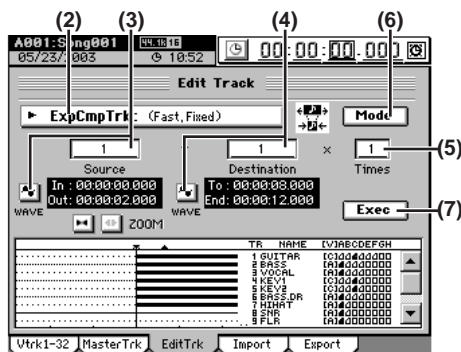 (2) (3) (4) (6)
A001:Song001 44.1k 16 00:00:00.000
05/23/2003 10:52
Edit Track
ExpCmpTrk: (Fast,Fixed) Mode
1 1 × 1 (5)
Source Destination Times
In : 00:00:00.000 To : 00:00:08.000
Out: 00:00:02.000 End: 00:00:12.000
WAVE WAVE Exec (7)
ZOOM
TR NAME [V]ABCDEFGH
1 GUITAR [C]
2 BASS [A]
3 VOCAL [A]
4 KEY1 [C]
5 KEY2 [C]
6 BASS.DR [A]
7 HIHAT [A]
8 SNR [A]
9 FLR [A]
Vtrk1-32 MasterTrk EditTrk Import Export